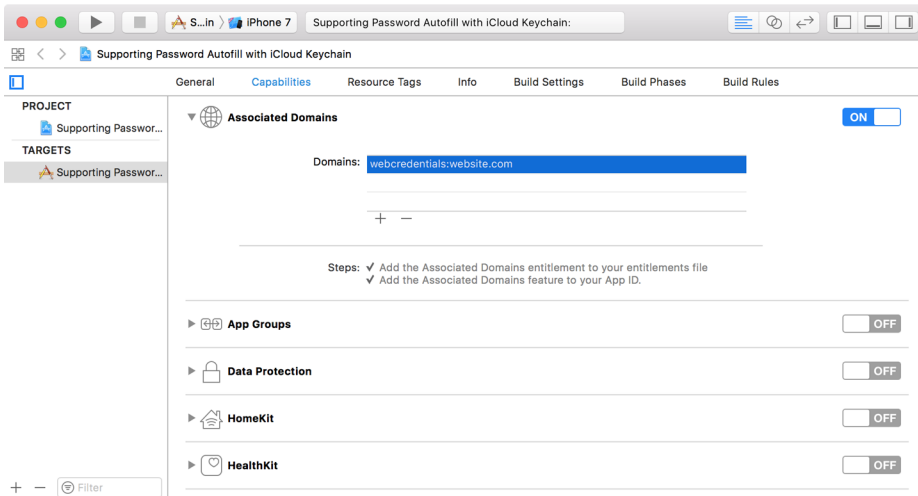 S...in
iPhone 7
Supporting Password Autofill with iCloud Keychain:
Supporting Password Autofill with iCloud Keychain
General Capabilities Resource Tags Info Build Settings Build Phases Build Rules
PROJECT
Supporting Passwor...
TARGETS
Supporting Passwor...
Associated Domains
ON
Domains: webcredentials:website.com
+ −
Steps: ✓ Add the Associated Domains entitlement to your entitlements file
✓ Add the Associated Domains feature to your App ID.
App Groups
OFF
Data Protection
OFF
HomeKit
OFF
HealthKit
OFF
+ − Filter